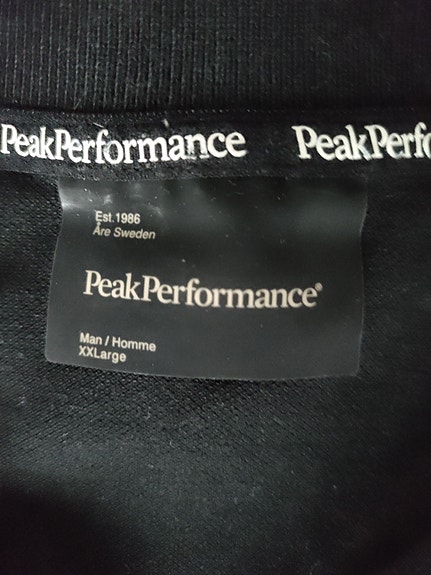 PeakPerformance PeakPerfo
Est.1986
Åre Sweden
PeakPerformance®
Man / Homme
XXLarge